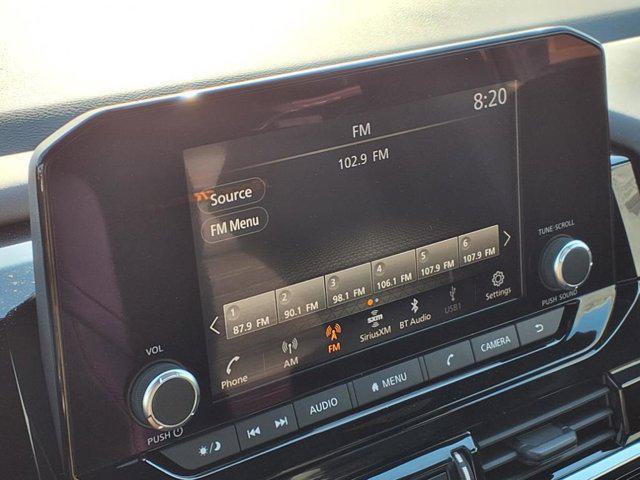 8:20
FM
102.9 FM
Source
FM Menu
1 2 3 4 5 6
87.9 FM 90.1 FM 98.1 FM 106.1 FM 107.9 FM 107.9 FM
Phone AM FM SiriusXM BT Audio USB1 Settings
sxm
TUNE·SCROLL
PUSH SOUND
VOL
PUSH
AUDIO MENU CAMERA